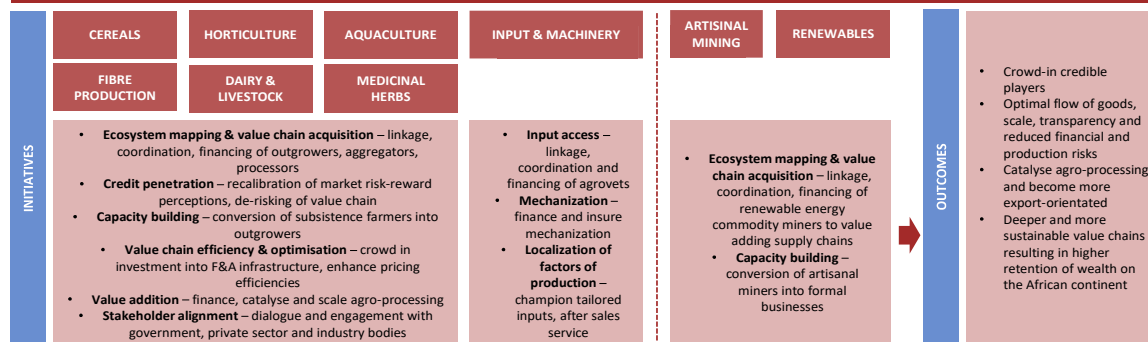 INITIATIVES
CEREALS
HORTICULTURE
AQUACULTURE
INPUT & MACHINERY
ARTISINAL
MINING
RENEWABLES
FIBRE
PRODUCTION
DAIRY &
LIVESTOCK
MEDICINAL
HERBS
• Ecosystem mapping & value chain acquisition – linkage,
coordination, financing of outgrowers, aggregators,
processors
• Credit penetration – recalibration of market risk-reward
perceptions, de-risking of value chain
• Capacity building – conversion of subsistence farmers into
outgrowers
• Value chain efficiency & optimisation – crowd in
investment into F&A infrastructure, enhance pricing
efficiencies
• Value addition – finance, catalyse and scale agro-processing
• Stakeholder alignment – dialogue and engagement with
government, private sector and industry bodies
• Input access –
linkage,
coordination and
financing of agrovets
• Mechanization –
finance and insure
mechanization
• Localization of
factors of
production –
champion tailored
inputs, after sales
service
• Ecosystem mapping & value
chain acquisition – linkage,
coordination, financing of
renewable energy
commodity miners to value
adding supply chains
• Capacity building –
conversion of artisanal
miners into formal
businesses
OUTCOMES
• Crowd-in credible
players
• Optimal flow of goods,
scale, transparency and
reduced financial and
production risks
• Catalyse agro-processing
and become more
export-orientated
• Deeper and more
sustainable value chains
resulting in higher
retention of wealth on
the African continent